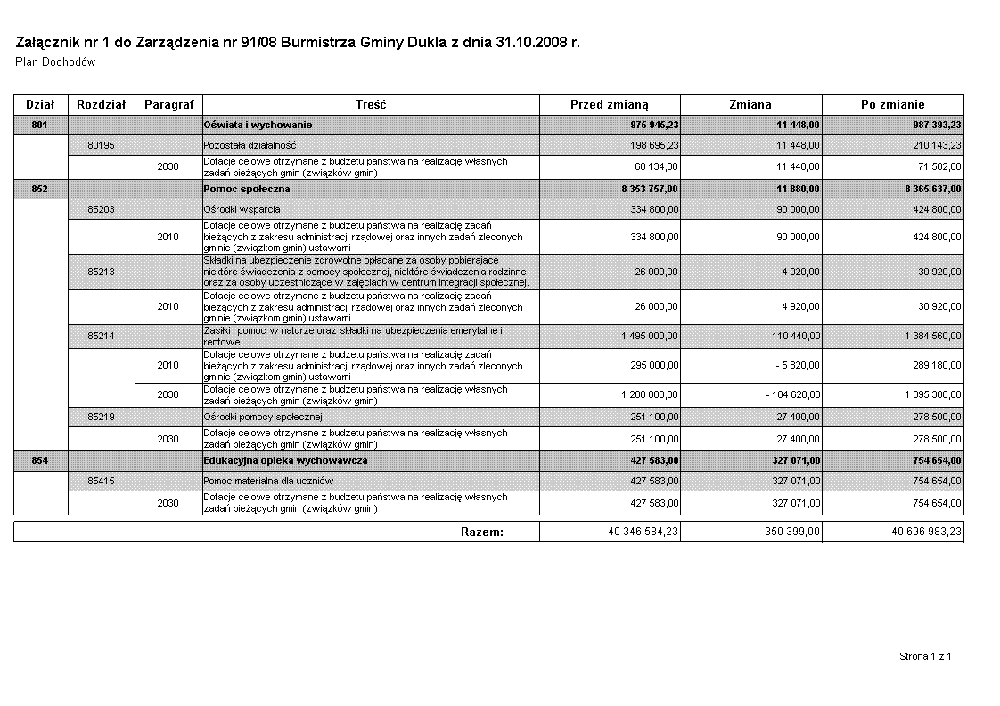 Załącznik nr 1 do Zarządzenia nr 91/08 Burmistrza Gminy Dukla z dnia 31.10.2008 r.
Plan Dochodów
Dział Rozdział Paragraf Treść Przed zmianą Zmiana Po zmianie
801 Oświata i wychowanie 975 945,23 11 448,00 987 393,23
80195 Pozostała działalność 198 695,23 11 448,00 210 143,23
2030 Dotacje celowe otrzymane z budżetu państwa na realizację własnych
zadań bieżących gmin (związków gmin) 60 134,00 11 448,00 71 582,00
852 Pomoc społeczna 8 353 757,00 11 880,00 8 365 637,00
85203 Ośrodki wsparcia 334 800,00 90 000,00 424 800,00
Dotacje celowe otrzymane z budżetu państwa na realizację zadań
2010 bieżących z zakresu administracji rządowej oraz innych zadań zleconych 334 800,00 90 000,00 424 800,00
gminie (związkom gmin) ustawami
Składki na ubezpieczenie zdrowotne opłacane za osoby pobierajace
85213 niektóre świadczenia z pomocy społecznej, niektóre świadczenia rodzinne 26 000,00 4 920,00 30 920,00
oraz za osoby uczestniczące w zajęciach w centrum integracji społecznej.
Dotacje celowe otrzymane z budżetu państwa na realizację zadań
2010 bieżących z zakresu administracji rządowej oraz innych zadań zleconych 26 000,00 4 920,00 30 920,00
gminie (związkom gmin) ustawami
85214 Zasiłki i pomoc w naturze oraz składki na ubezpieczenia emerytalne i
rentowe 1 495 000,00 - 110 440,00 1 384 560,00
Dotacje celowe otrzymane z budżetu państwa na realizację zadań
2010 bieżących z zakresu administracji rządowej oraz innych zadań zleconych 295 000,00 - 5 820,00 289 180,00
gminie (związkom gmin) ustawami
2030 Dotacje celowe otrzymane z budżetu państwa na realizację własnych
zadań bieżących gmin (związków gmin) 1 200 000,00 - 104 620,00 1 095 380,00
85219 Ośrodki pomocy społecznej 251 100,00 27 400,00 278 500,00
2030 Dotacje celowe otrzymane z budżetu państwa na realizację własnych
zadań bieżących gmin (związków gmin) 251 100,00 27 400,00 278 500,00
854 Edukacyjna opieka wychowawcza 427 583,00 327 071,00 754 654,00
85415 Pomoc materialna dla uczniów 427 583,00 327 071,00 754 654,00
2030 Dotacje celowe otrzymane z budżetu państwa na realizację własnych
zadań bieżących gmin (związków gmin) 427 583,00 327 071,00 754 654,00
Razem: 40 346 584,23 350 399,00 40 696 983,23
Strona 1 z 1